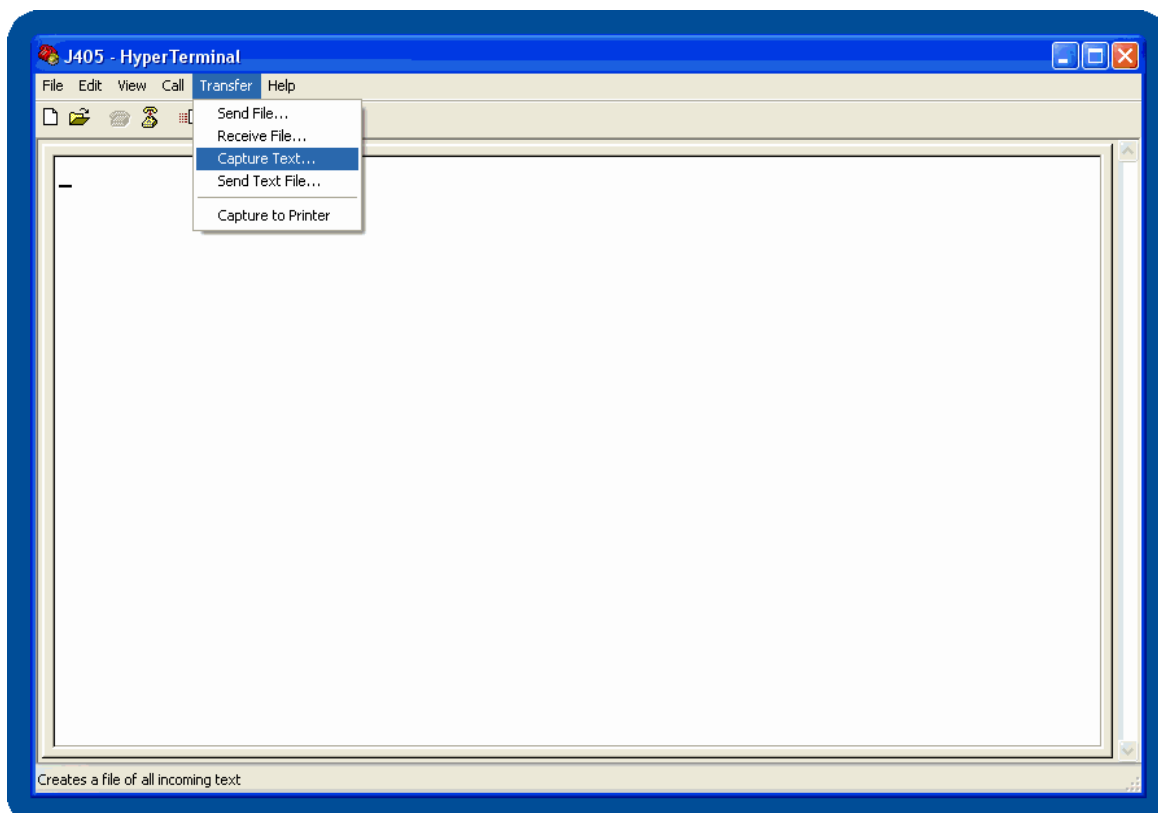 J405 - HyperTerminal
File Edit View Call Transfer Help
Send File...
Receive File...
Capture Text...
Send Text File...
Capture to Printer
Creates a file of all incoming text